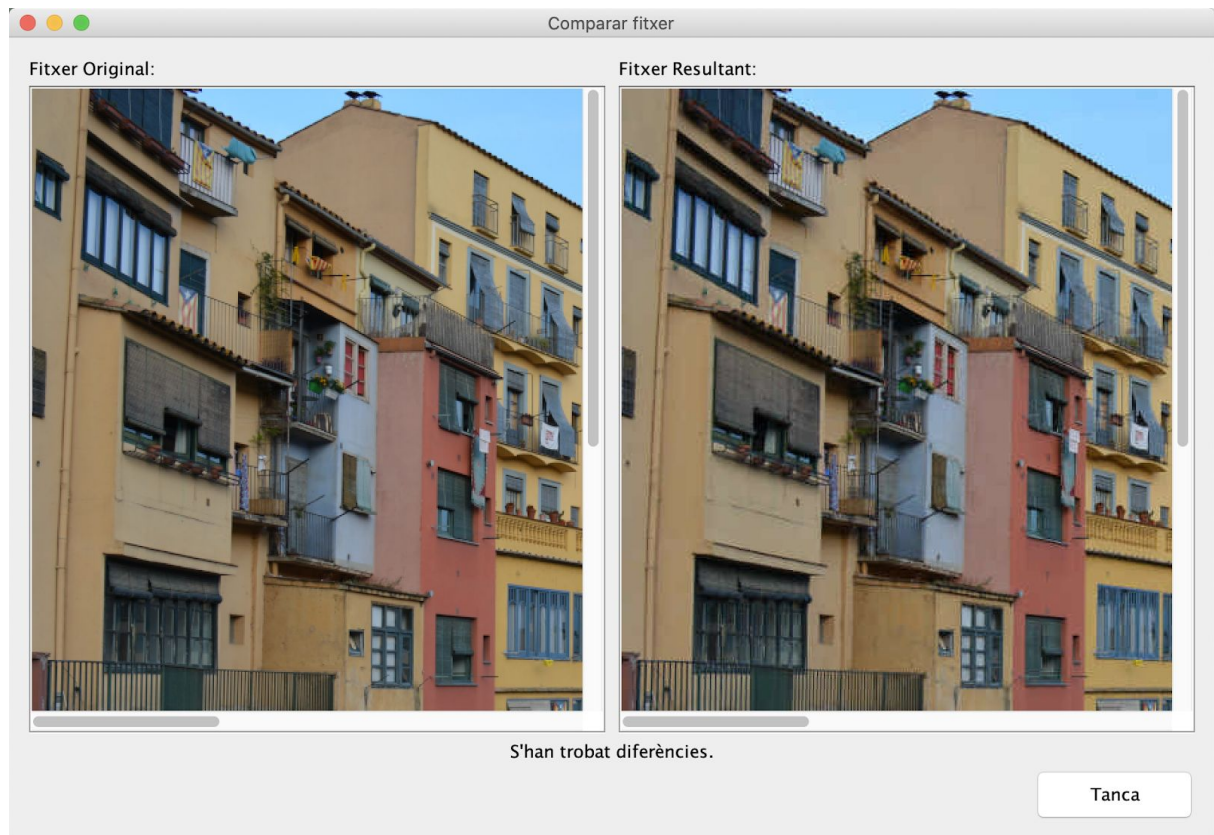 Comparar fitxer
Fitxer Original:
Fitxer Resultant:
S'han trobat diferències.
Tanca